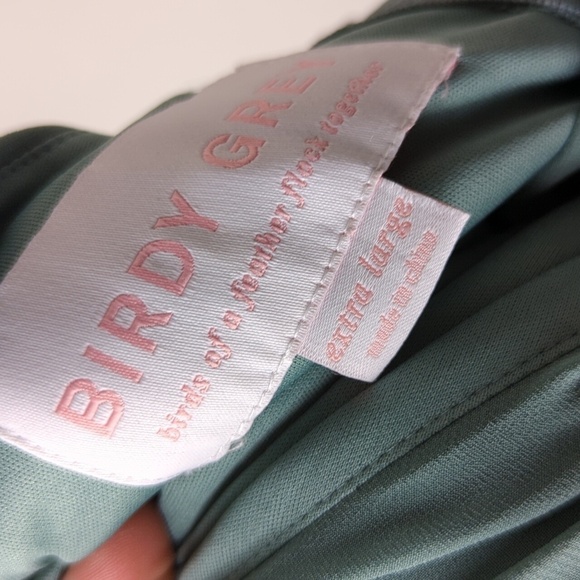 BIRDY GREY
birds of a feather flock together
extra large
made in china